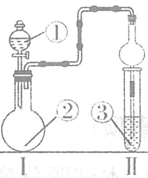 ①
②
③
Ⅰ Ⅱ